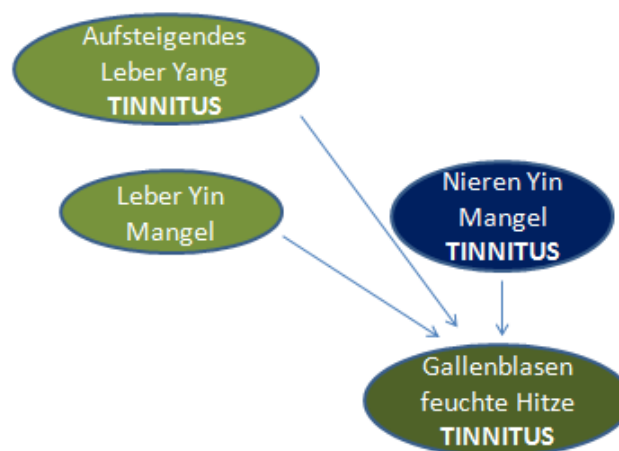 Aufsteigendes
Leber Yang
TINNITUS
Leber Yin
Mangel
Nieren Yin
Mangel
TINNITUS
Gallenblasen
feuchte Hitze
TINNITUS